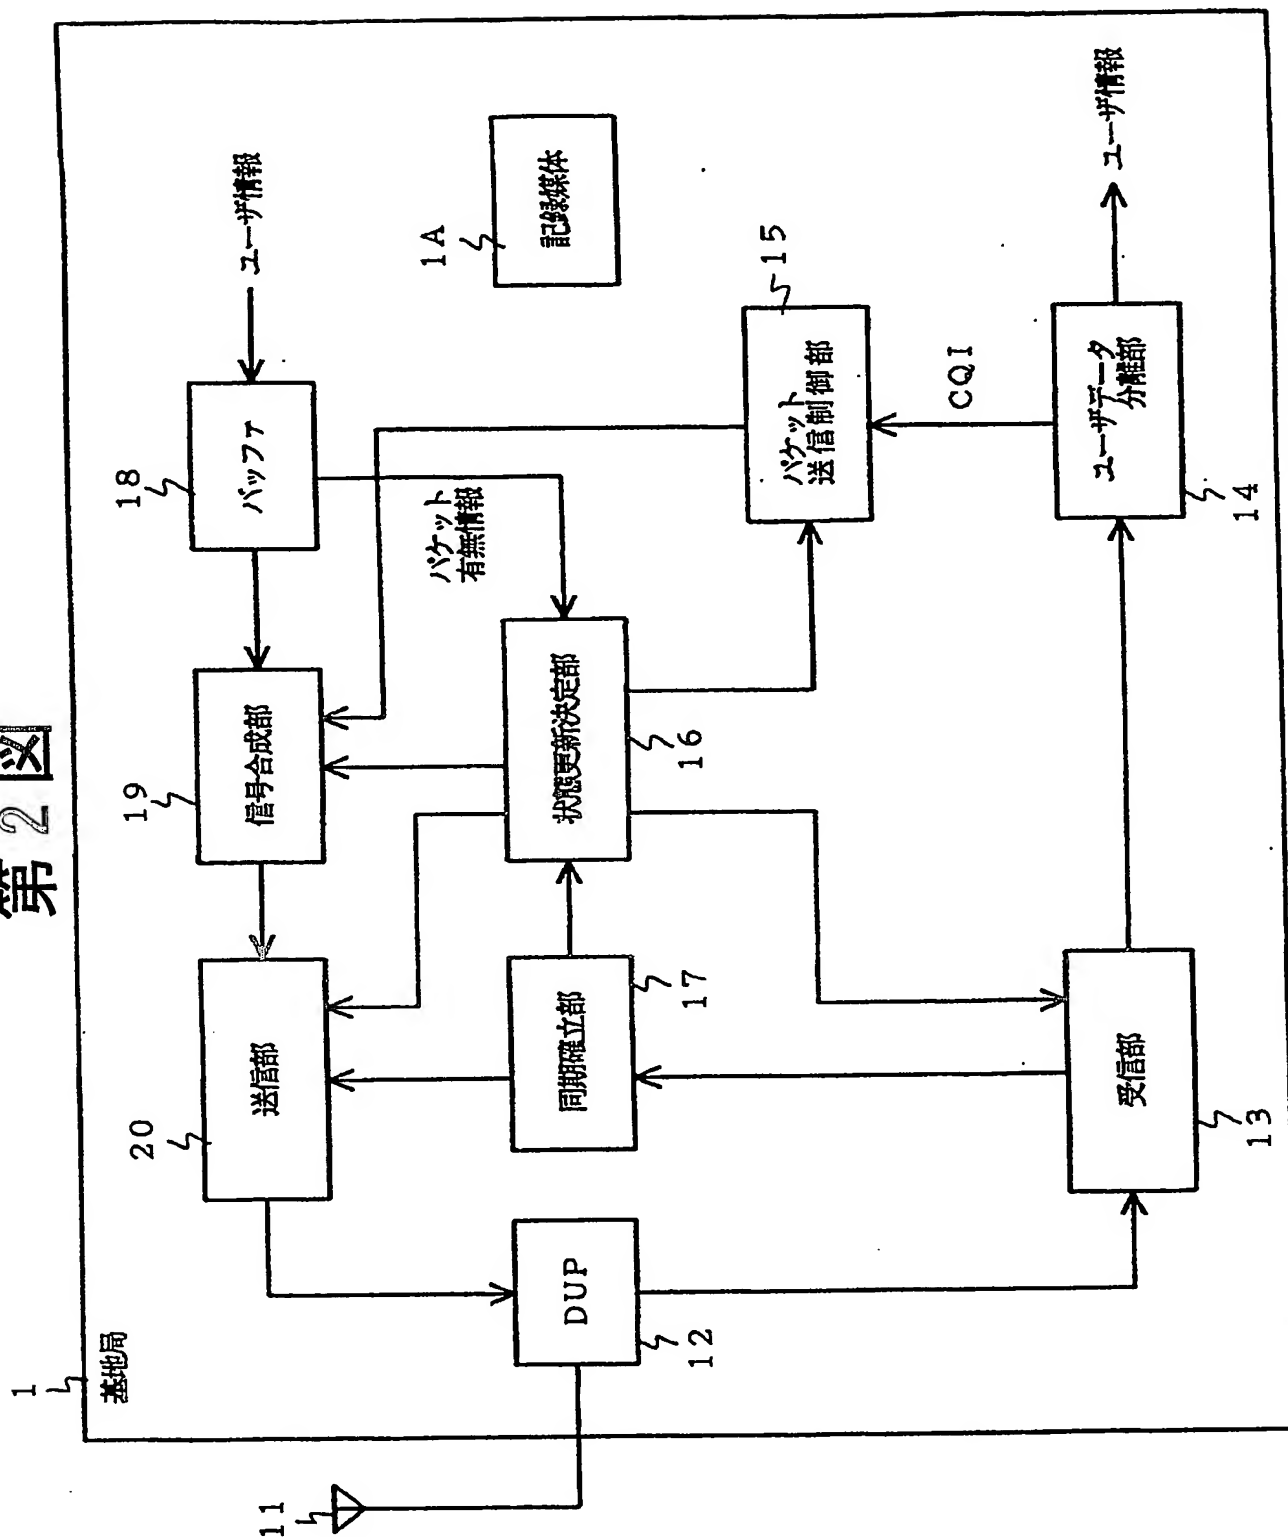 第2図
1
基地局
11
DUP
12
20
送信部
19
信号合成部
18
バッファ
ユーザ情報
パケット
有無情報
1A
記録媒体
同期確立部
17
状態更新決定部
16
15
パケット
送信制御部
CQI
受信部
13
ユーザデータ
分離部
14
ユーザ情報